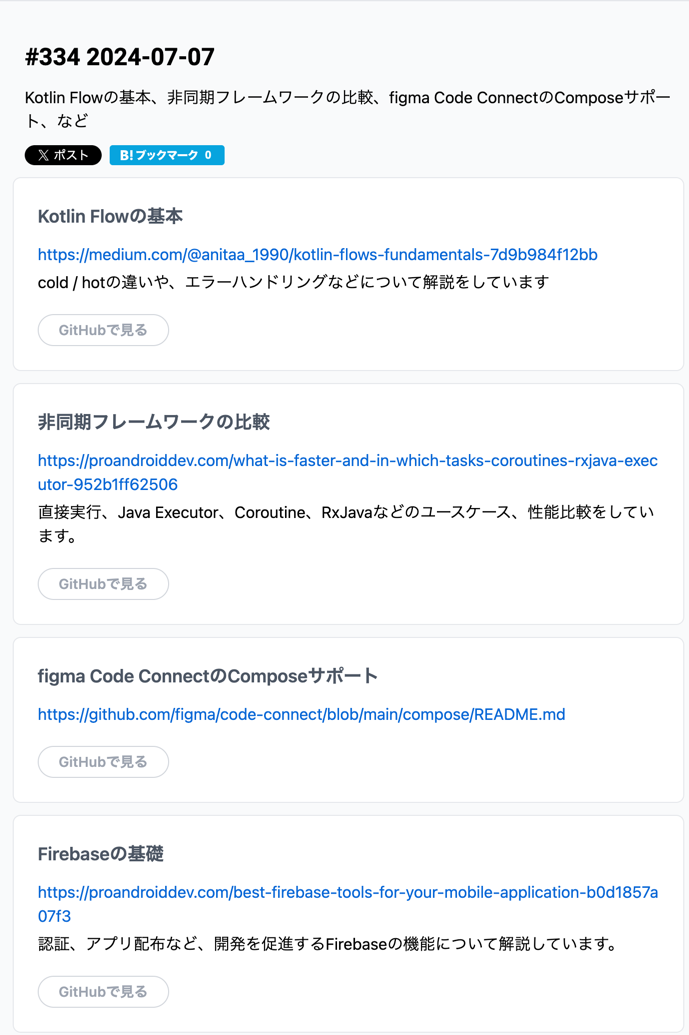 #334 2024-07-07
Kotlin Flowの基本、非同期フレームワークの比較、figma Code ConnectのComposeサポー
ト、など
𝕏 ポスト
B!ブックマーク 0
Kotlin Flowの基本
https://medium.com/@anitaa_1990/kotlin-flows-fundamentals-7d9b984f12bb
cold / hotの違いや、エラーハンドリングなどについて解説をしています
GitHubで見る
非同期フレームワークの比較
https://proandroiddev.com/what-is-faster-and-in-which-tasks-coroutines-rxjava-exec
utor-952b1ff62506
直接実行、Java Executor、Coroutine、RxJavaなどのユースケース、性能比較をしてい
ます。
GitHubで見る
figma Code ConnectのComposeサポート
https://github.com/figma/code-connect/blob/main/compose/README.md
GitHubで見る
Firebaseの基礎
https://proandroiddev.com/best-firebase-tools-for-your-mobile-application-b0d1857a
07f3
認証、アプリ配布など、開発を促進するFirebaseの機能について解説しています。
GitHubで見る